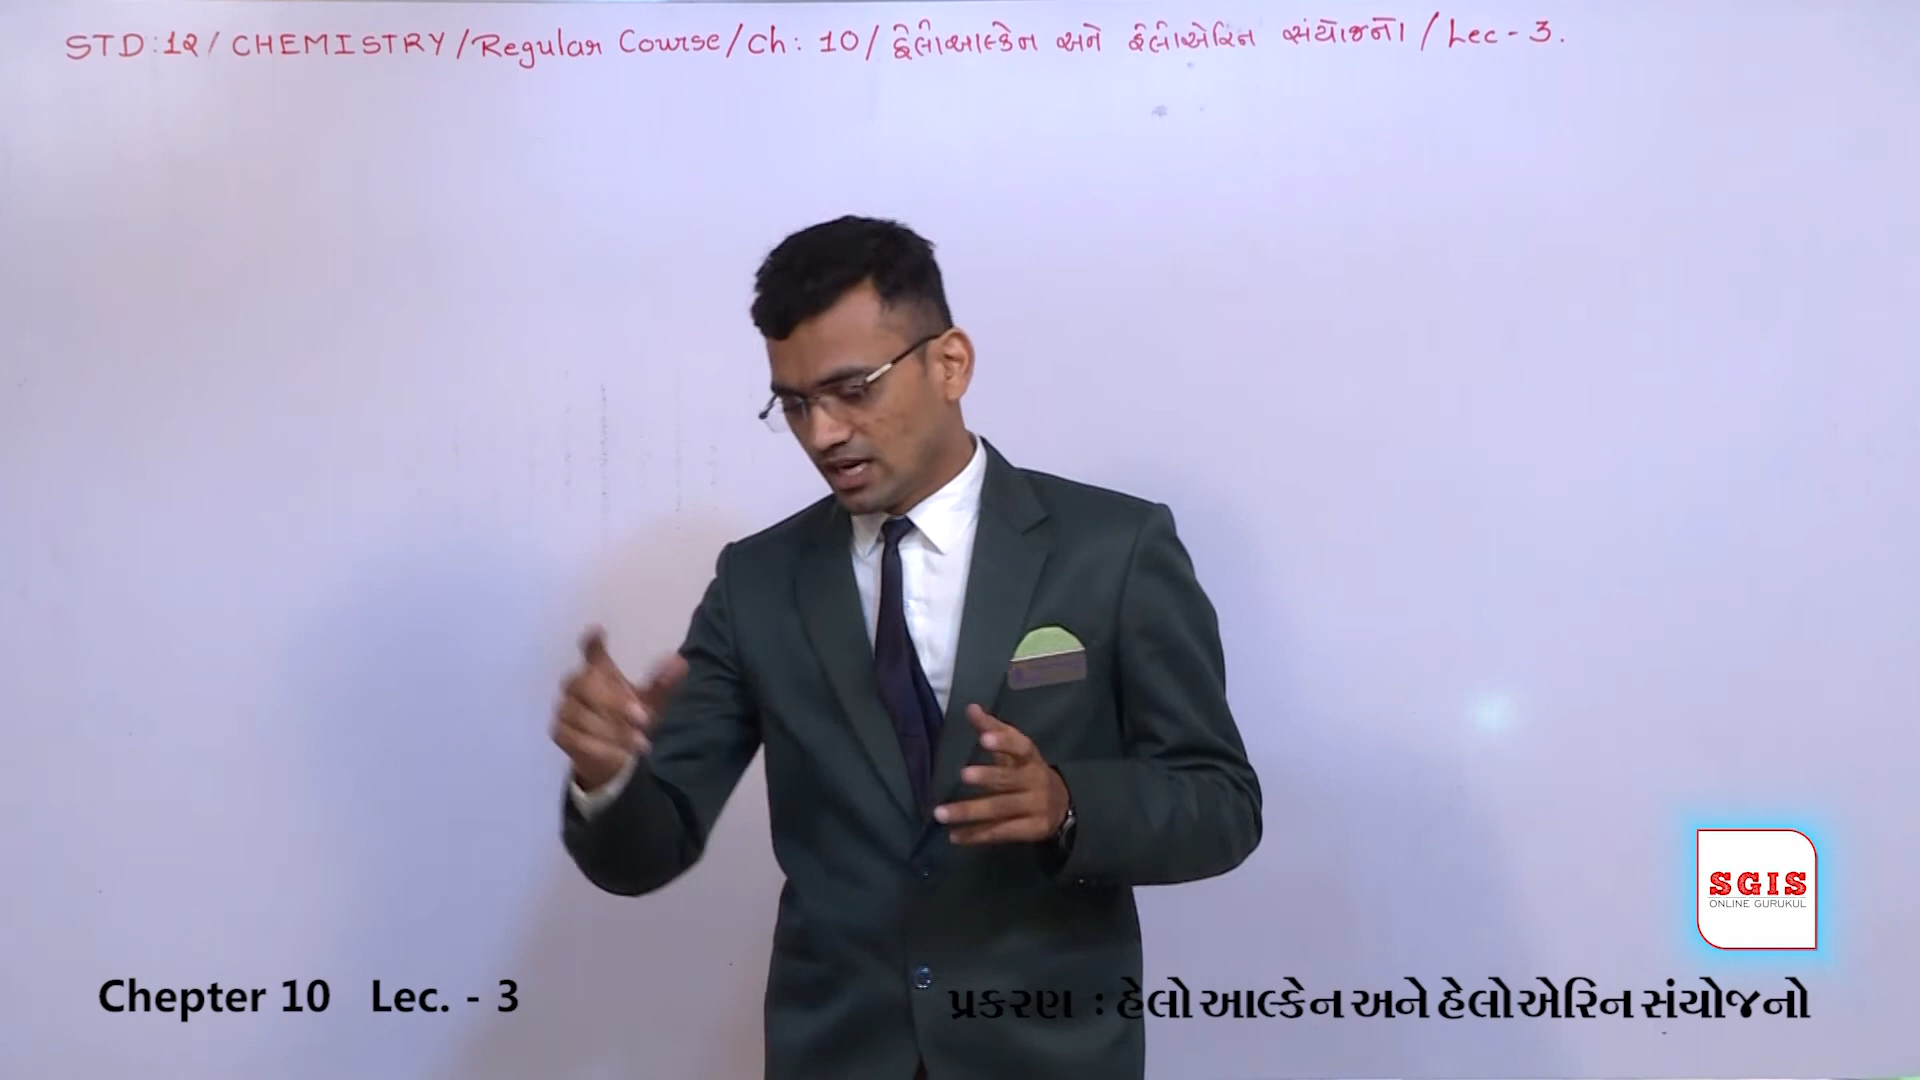 STD:12/ CHEMISTRY/Regular Course/Ch: 10/ હેલોઆલ્કેન અને હેલોએરિન સંયોજનો/Lec-3.
SGIS
ONLINE GURUKUL
Chepter 10 Lec. - 3
પ્રકરણ : હેલોઆલ્કેન અને હેલોએરિન સંયોજનો